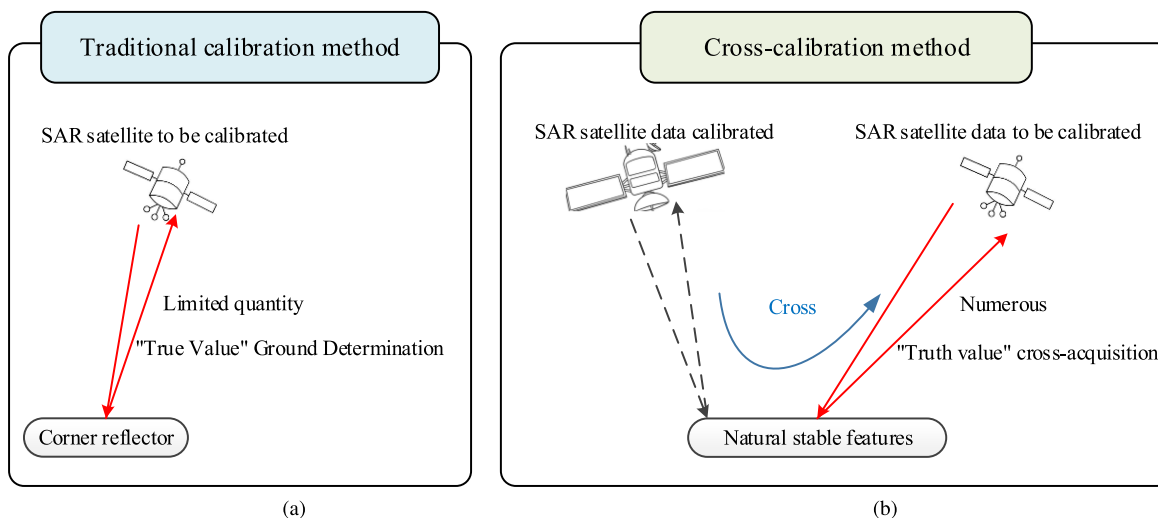 Traditional calibration method
SAR satellite to be calibrated
Limited quantity
"True Value" Ground Determination
Corner reflector
(a)
Cross-calibration method
SAR satellite data calibrated
SAR satellite data to be calibrated
Cross
Numerous
"Truth value" cross-acquisition
Natural stable features
(b)